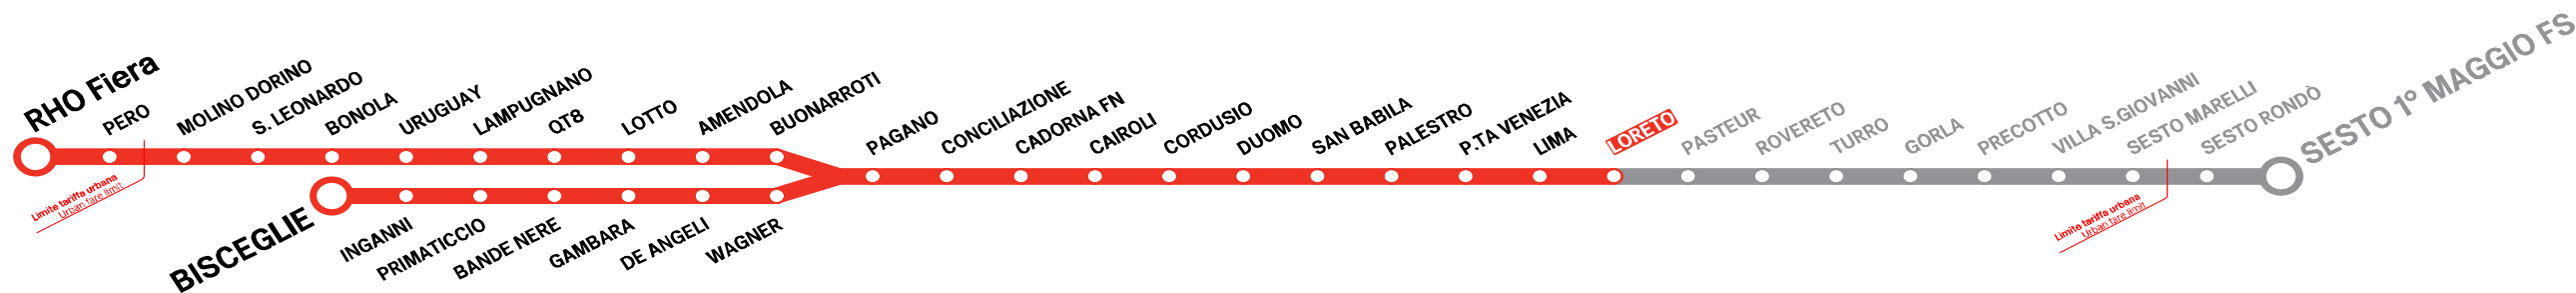 RHO Fiera
PERO
MOLINO DORINO
S. LEONARDO
BONOLA
URUGUAY
LAMPUGNANO
QT8
LOTTO
AMENDOLA
BUONARROTI
Limite tariffa urbana
Urban fare limit
BISCEGLIE
INGANNI
PRIMATICCIO
BANDE NERE
GAMBARA
DE ANGELI
WAGNER
PAGANO
CONCILIAZIONE
CADORNA FN
CAIROLI
CORDUSIO
DUOMO
SAN BABILA
PALESTRO
P.TA VENEZIA
LIMA
LORETO
PASTEUR
ROVERETO
TURRO
GORLA
PRECOTTO
VILLA S.GIOVANNI
SESTO MARELLI
SESTO RONDÒ
SESTO 1° MAGGIO FS
Limite tariffa urbana
Urban fare limit